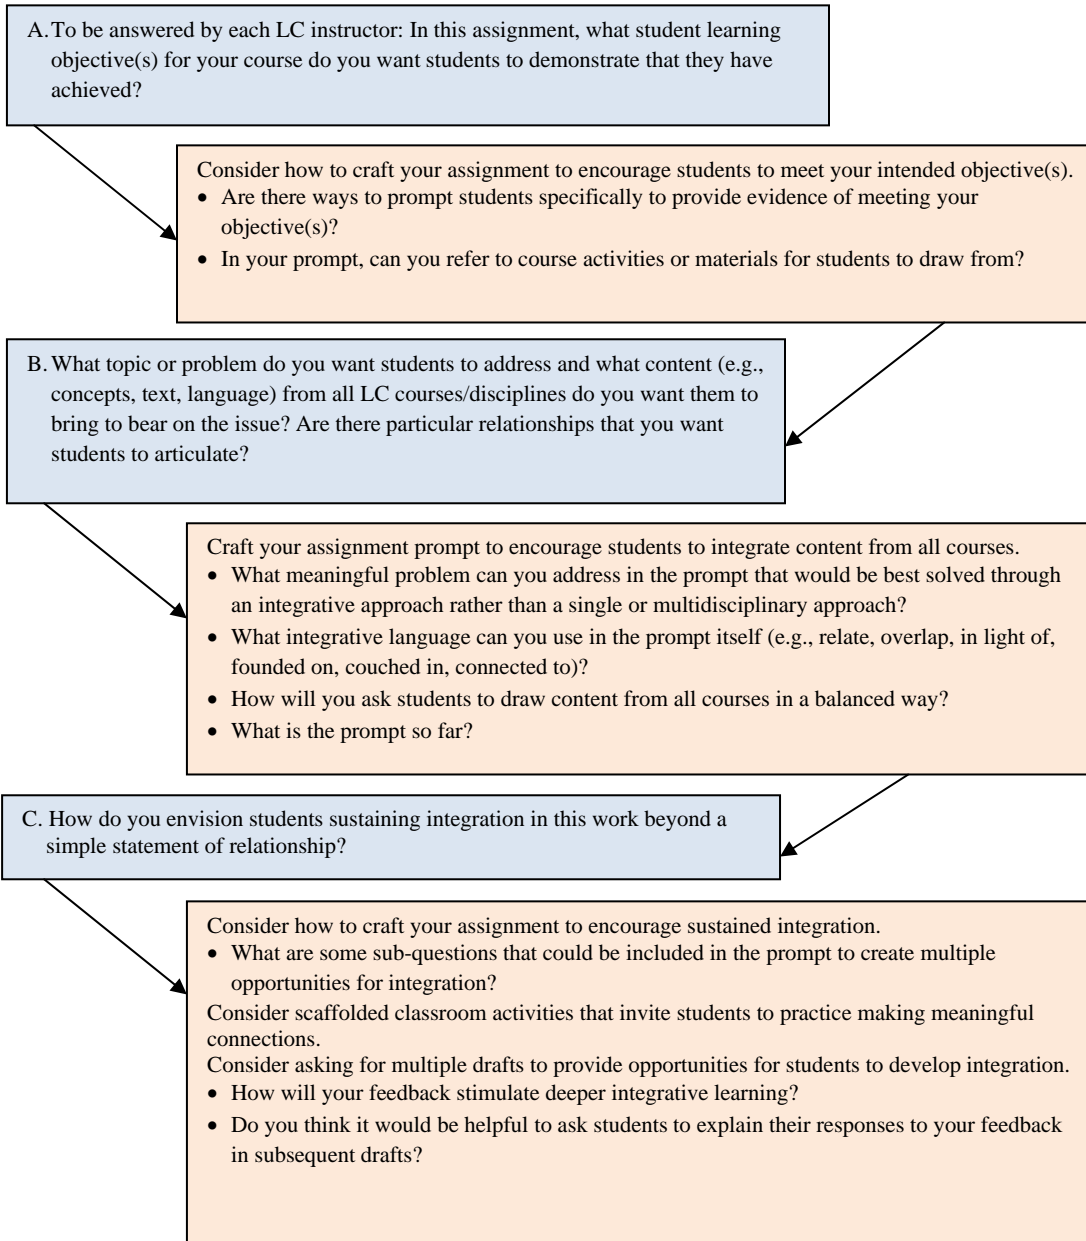 A. To be answered by each LC instructor: In this assignment, what student learning
objective(s) for your course do you want students to demonstrate that they have
achieved?
Consider how to craft your assignment to encourage students to meet your intended objective(s).
• Are there ways to prompt students specifically to provide evidence of meeting your
objective(s)?
• In your prompt, can you refer to course activities or materials for students to draw from?
B. What topic or problem do you want students to address and what content (e.g.,
concepts, text, language) from all LC courses/disciplines do you want them to
bring to bear on the issue? Are there particular relationships that you want
students to articulate?
Craft your assignment prompt to encourage students to integrate content from all courses.
• What meaningful problem can you address in the prompt that would be best solved through
an integrative approach rather than a single or multidisciplinary approach?
• What integrative language can you use in the prompt itself (e.g., relate, overlap, in light of,
founded on, couched in, connected to)?
• How will you ask students to draw content from all courses in a balanced way?
• What is the prompt so far?
C. How do you envision students sustaining integration in this work beyond a
simple statement of relationship?
Consider how to craft your assignment to encourage sustained integration.
• What are some sub-questions that could be included in the prompt to create multiple
opportunities for integration?
Consider scaffolded classroom activities that invite students to practice making meaningful
connections.
Consider asking for multiple drafts to provide opportunities for students to develop integration.
• How will your feedback stimulate deeper integrative learning?
• Do you think it would be helpful to ask students to explain their responses to your feedback
in subsequent drafts?